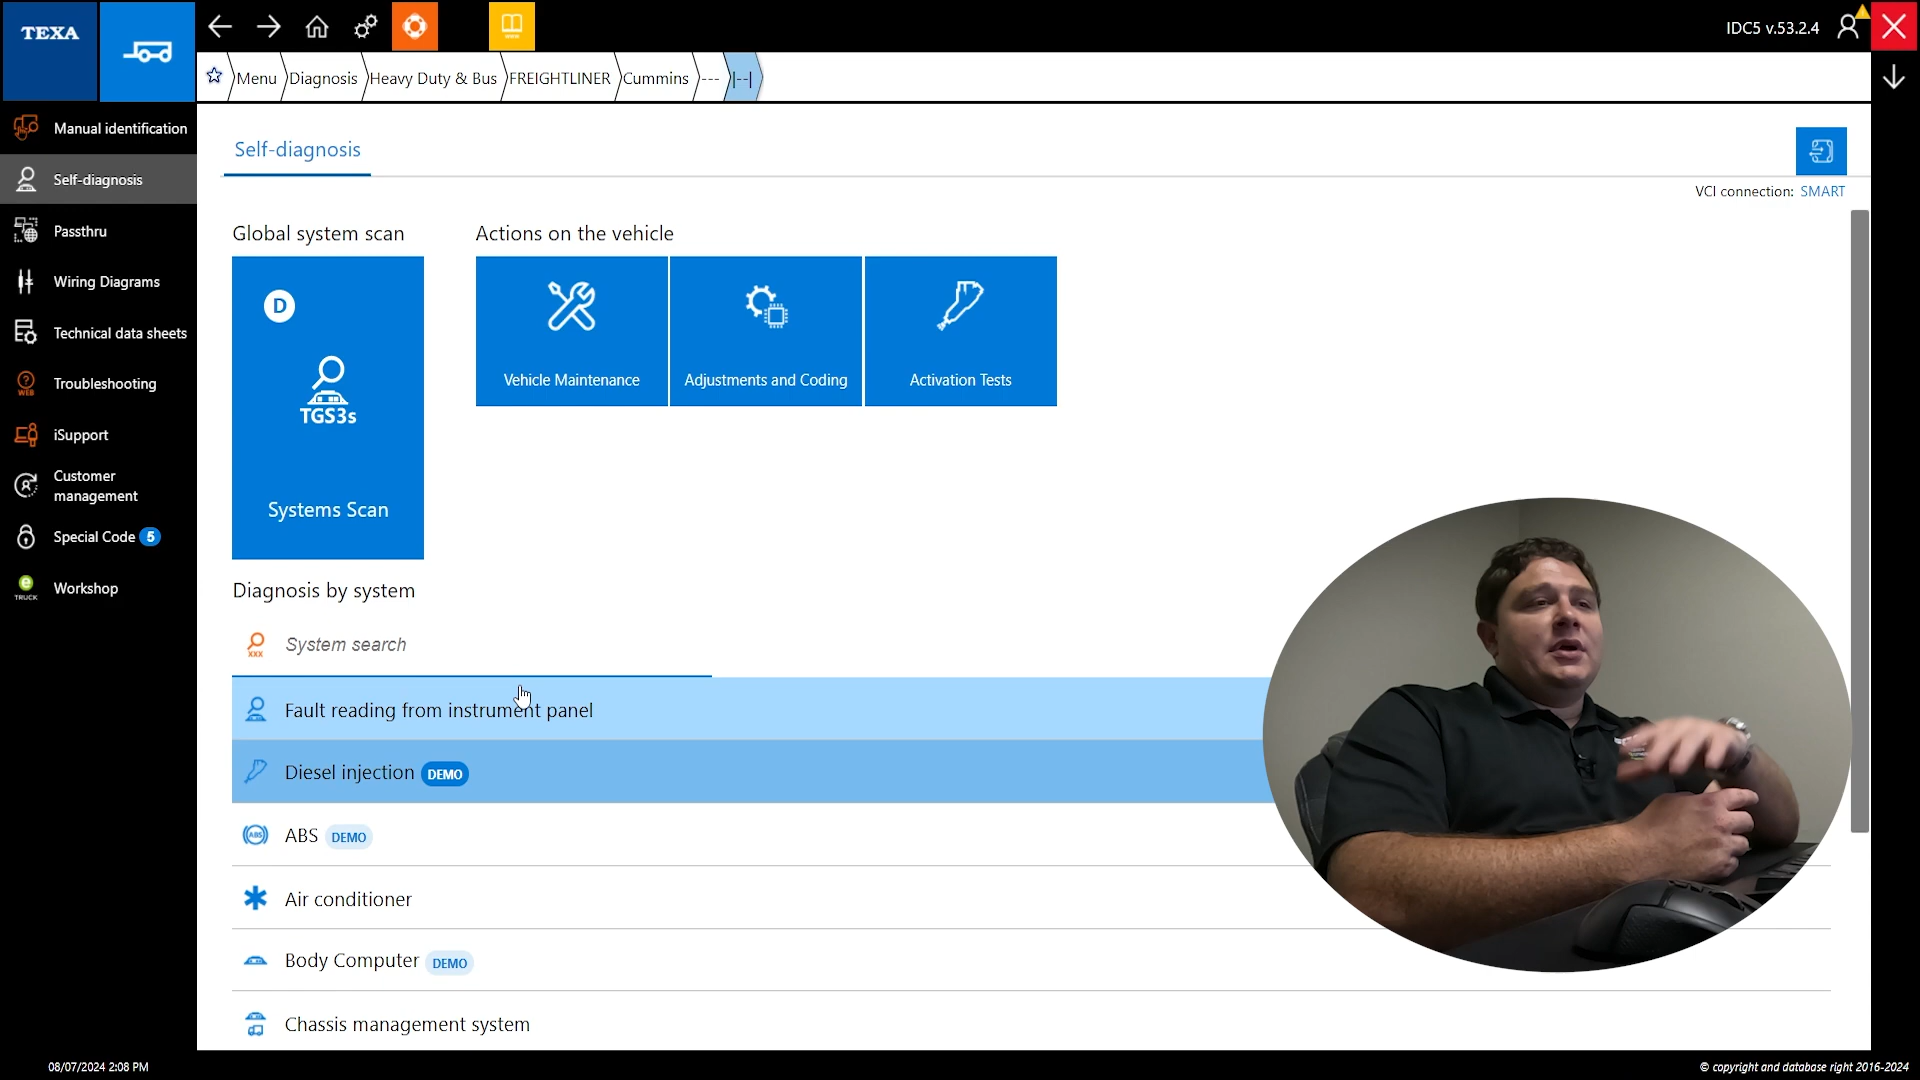 TEXA
IDC5 v.53.2.4
Menu
Diagnosis
Heavy Duty & Bus
FREIGHTLINER
Cummins
---
|--|
Manual identification
Self-diagnosis
Passthru
Wiring Diagrams
Technical data sheets
WEB
Troubleshooting
iSupport
Customer
management
Special Code 5
TRUCK
Workshop
Self-diagnosis
VCI connection: SMART
Global system scan
D
TGS3s
Systems Scan
Actions on the vehicle
Vehicle Maintenance
Adjustments and Coding
Activation Tests
Diagnosis by system
XXX
System search
Fault reading from instrument panel
Diesel injection DEMO
ABS
ABS DEMO
Air conditioner
Body Computer DEMO
Chassis management system
08/07/2024 2:08 PM
© copyright and database right 2016-2024